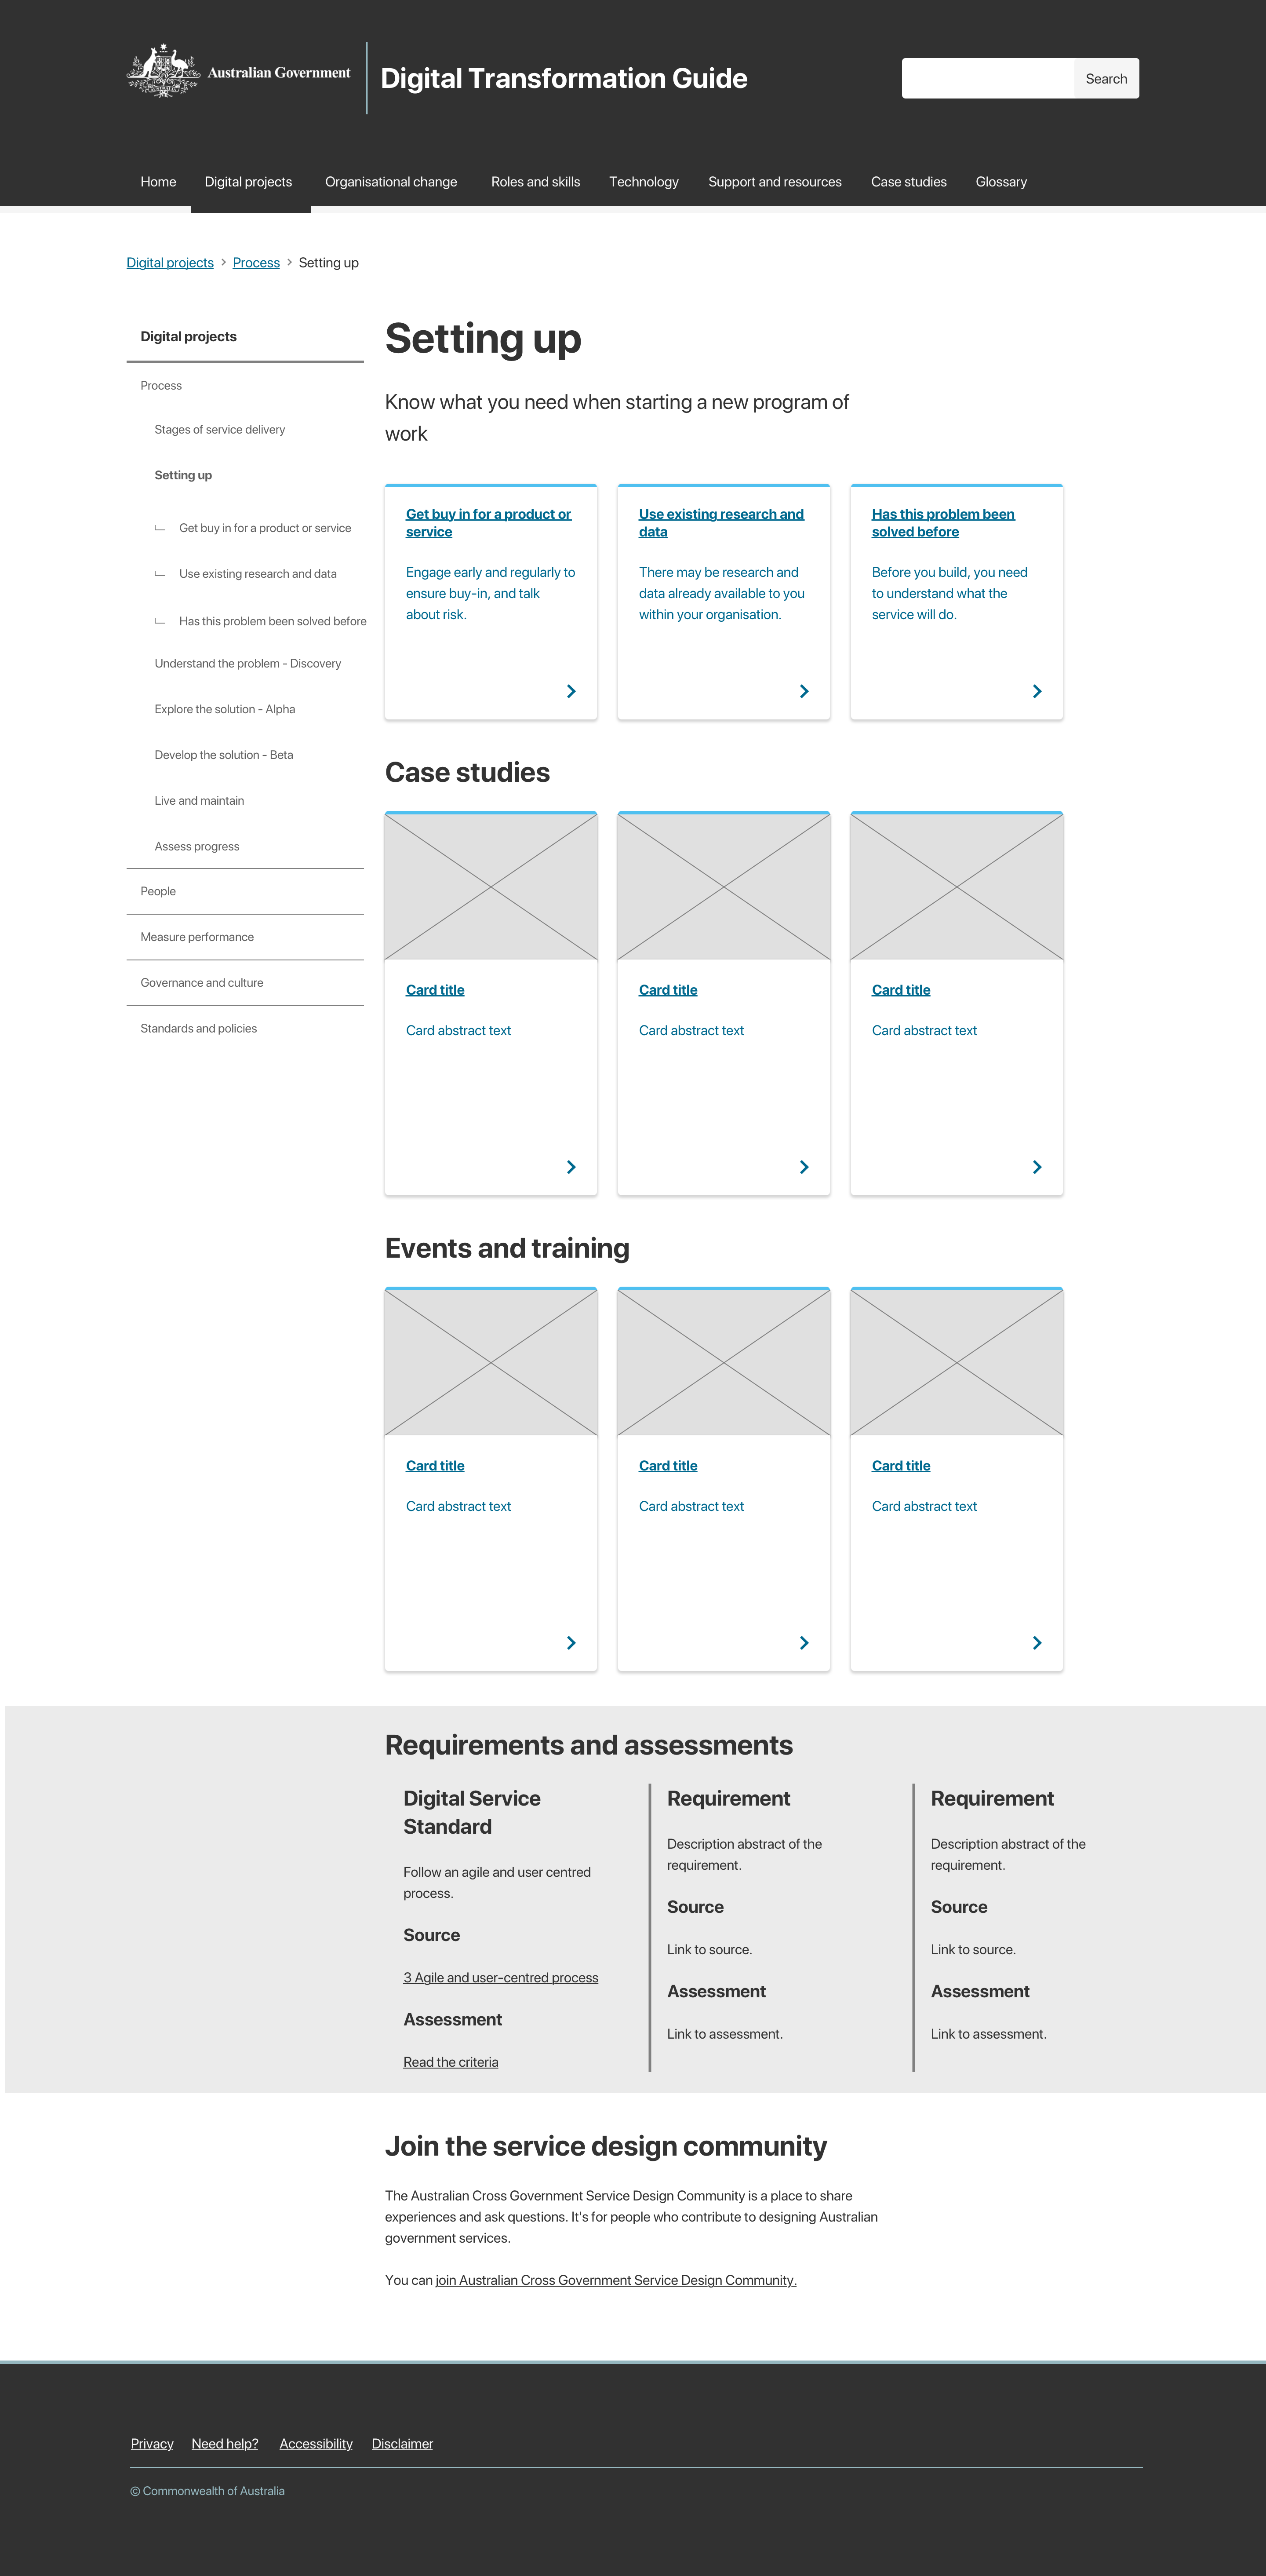 Australian Government
Digital Transformation Guide
Search
Home
Digital projects
Organisational change
Roles and skills
Technology
Support and resources
Case studies
Glossary
Digital projects > Process > Setting up
Digital projects
Process
Stages of service delivery
Setting up
Get buy in for a product or service
Use existing research and data
Has this problem been solved before
Understand the problem - Discovery
Explore the solution - Alpha
Develop the solution - Beta
Live and maintain
Assess progress
People
Measure performance
Governance and culture
Standards and policies
Setting up
Know what you need when starting a new program of
work
Get buy in for a product or
service
Engage early and regularly to
ensure buy-in, and talk
about risk.
Use existing research and
data
There may be research and
data already available to you
within your organisation.
Has this problem been
solved before
Before you build, you need
to understand what the
service will do.
Case studies
Card title
Card abstract text
Card title
Card abstract text
Card title
Card abstract text
Events and training
Card title
Card abstract text
Card title
Card abstract text
Card title
Card abstract text
Requirements and assessments
Digital Service
Standard
Follow an agile and user centred
process.
Source
3 Agile and user-centred process
Assessment
Read the criteria
Requirement
Description abstract of the
requirement.
Source
Link to source.
Assessment
Link to assessment.
Requirement
Description abstract of the
requirement.
Source
Link to source.
Assessment
Link to assessment.
Join the service design community
The Australian Cross Government Service Design Community is a place to share
experiences and ask questions. It's for people who contribute to designing Australian
government services.
You can join Australian Cross Government Service Design Community.
Privacy
Need help?
Accessibility
Disclaimer
© Commonwealth of Australia